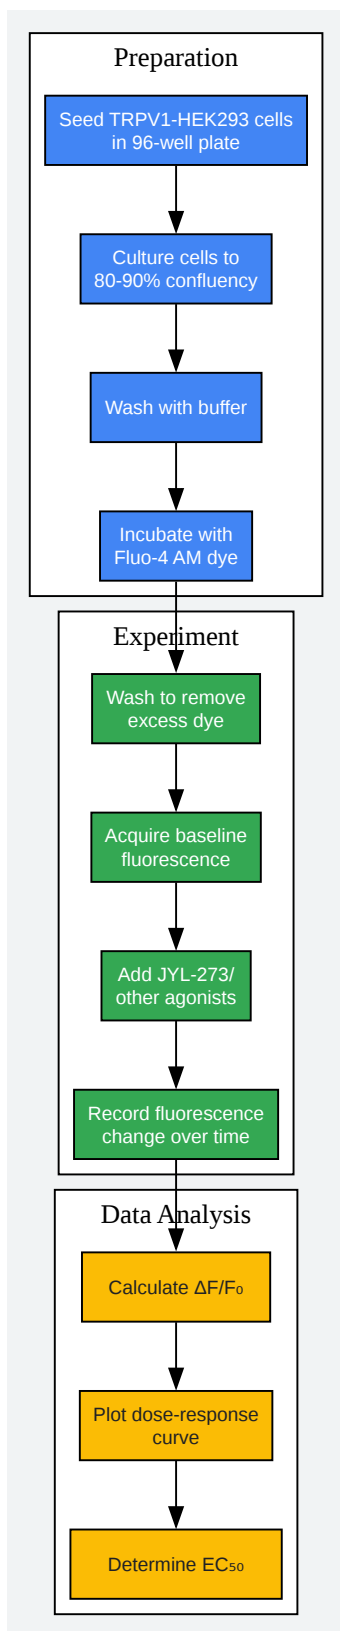 Preparation
Seed TRPV1-HEK293 cells
in 96-well plate
Culture cells to
80-90% confluency
Wash with buffer
Incubate with
Fluo-4 AM dye
Experiment
Wash to remove
excess dye
Acquire baseline
fluorescence
Add JYL-273/
other agonists
Record fluorescence
change over time
Data Analysis
Calculate ΔF/F₀
Plot dose-response
curve
Determine EC₅₀